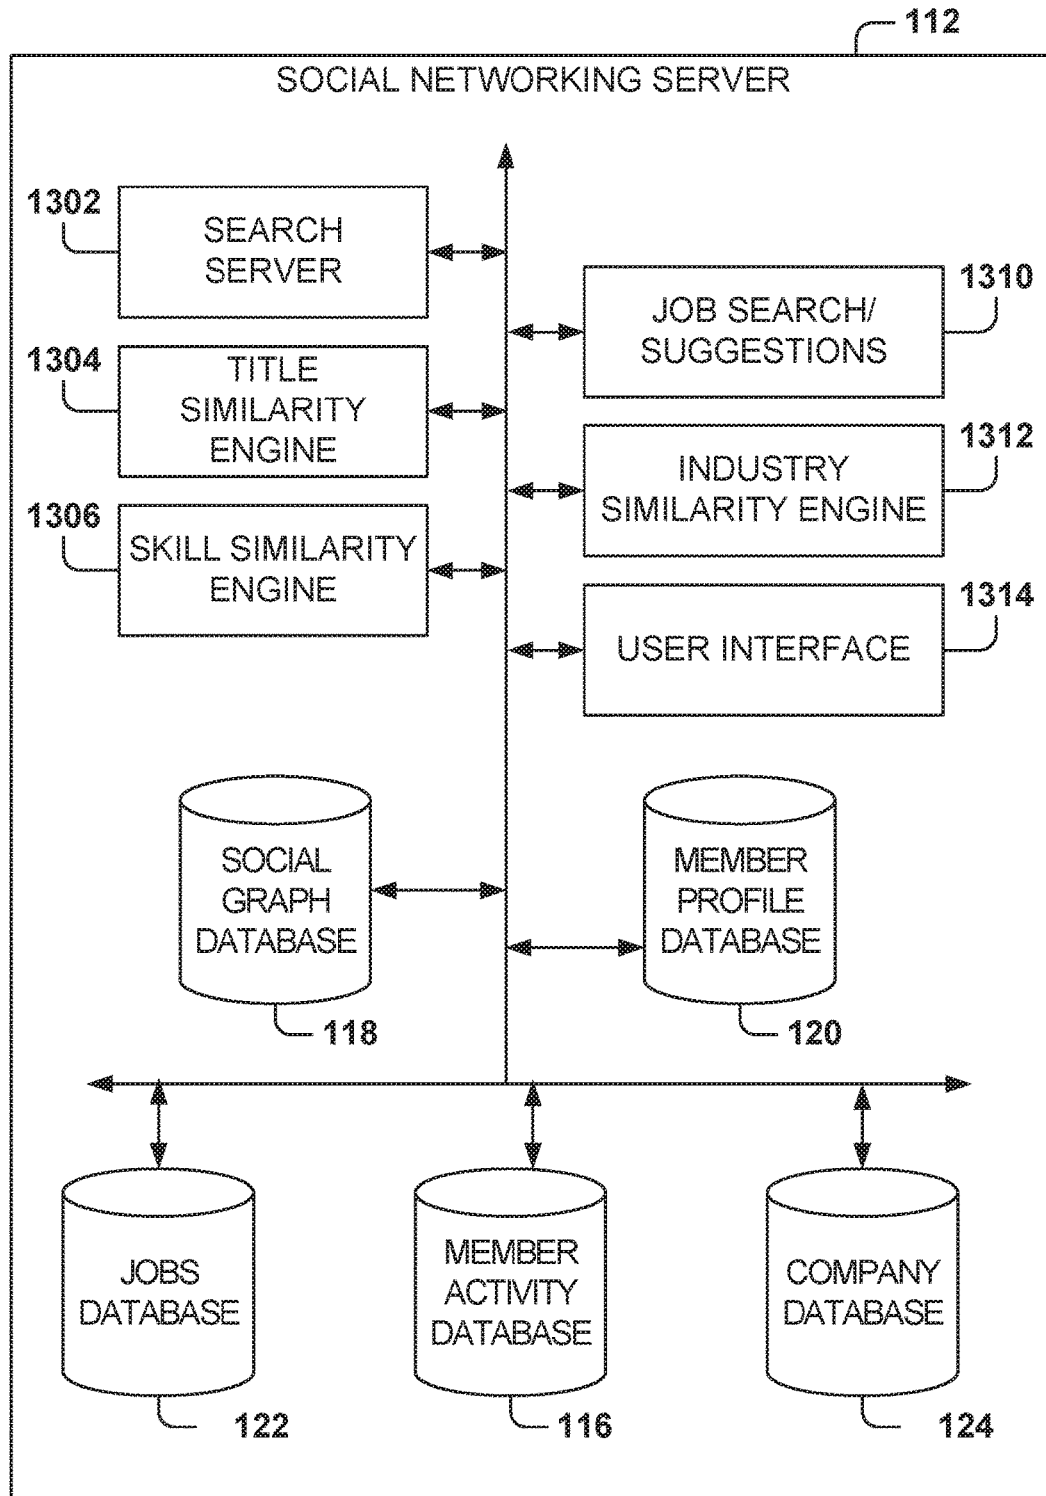 112
SOCIAL NETWORKING SERVER
1302
SEARCH
SERVER
1310
JOB SEARCH/
SUGGESTIONS
1304
TITLE
SIMILARITY
ENGINE
1312
INDUSTRY
SIMILARITY ENGINE
1306
SKILL SIMILARITY
ENGINE
1314
USER INTERFACE
SOCIAL
GRAPH
DATABASE
118
MEMBER
PROFILE
DATABASE
120
JOBS
DATABASE
122
MEMBER
ACTIVITY
DATABASE
116
COMPANY
DATABASE
124